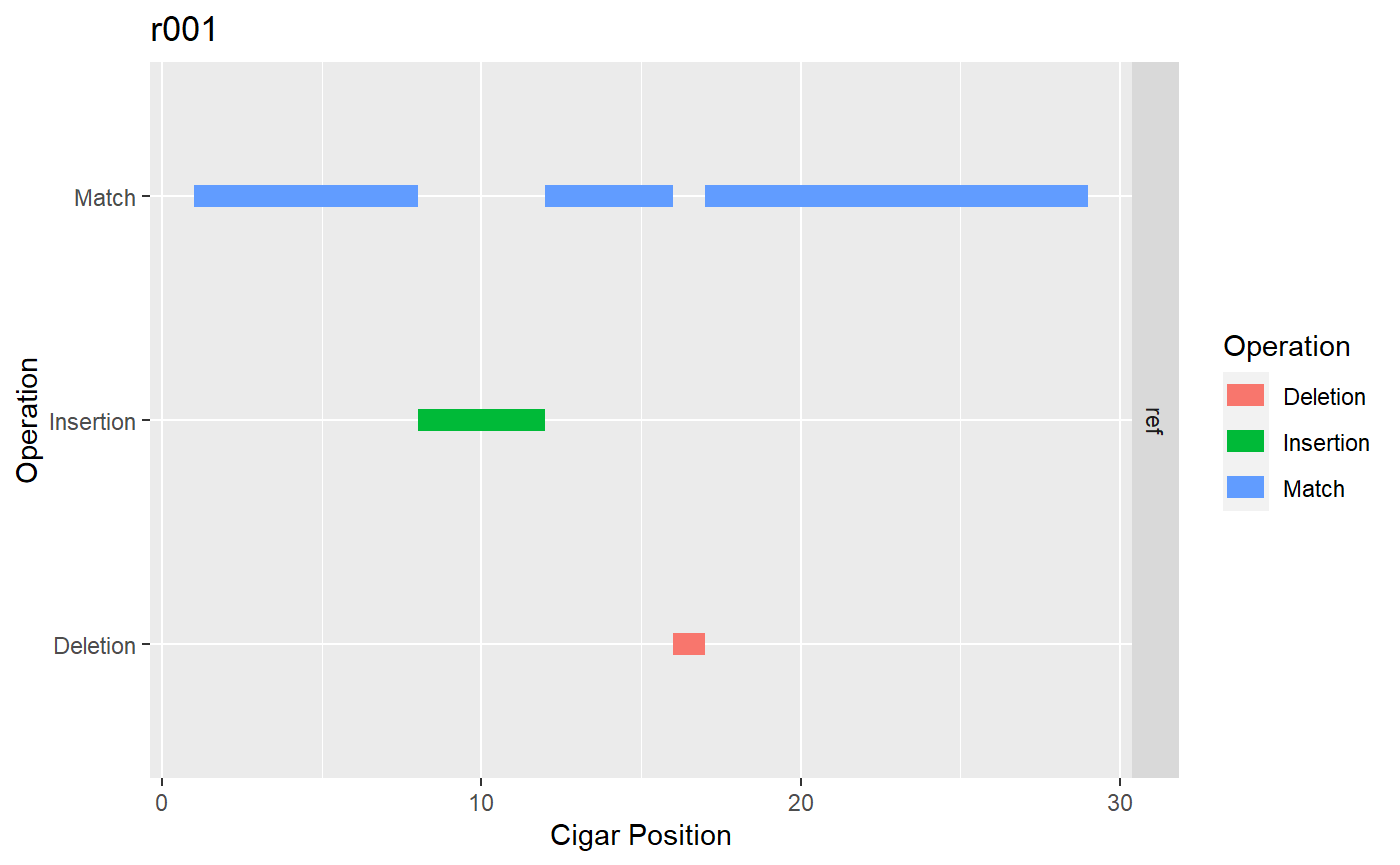 r001
Match
Insertion
Deletion
Operation
0
10
20
30
Cigar Position
ref
Operation
Deletion
Insertion
Match